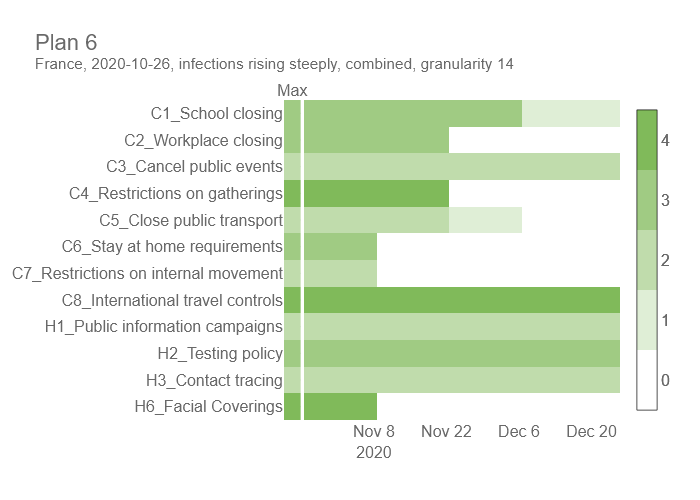 Plan 6
France, 2020-10-26, infections rising steeply, combined, granularity 14
Max
C1_School closing
C2_Workplace closing
C3_Cancel public events
C4_Restrictions on gatherings
C5_Close public transport
C6_Stay at home requirements
C7_Restrictions on internal movement
C8_International travel controls
H1_Public information campaigns
H2_Testing policy
H3_Contact tracing
H6_Facial Coverings
Nov 8 Nov 22 Dec 6 Dec 20
2020
4
3
2
1
0